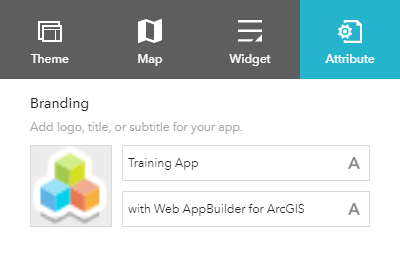 Theme Map Widget Attribute
Branding
Add logo, title, or subtitle for your app.
Training App A
with Web AppBuilder for ArcGIS A